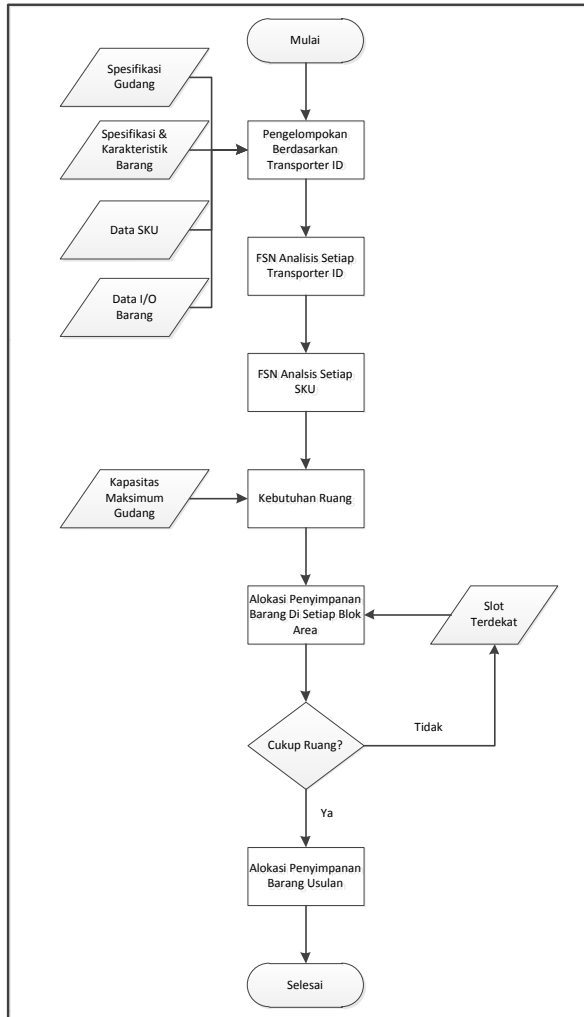 Mulai
Spesifikasi
Gudang
Spesifikasi &
Karakteristik
Barang
Pengelompokan
Berdasarkan
Transporter ID
Data SKU
FSN Analisis Setiap
Transporter ID
Data I/O
Barang
FSN Analsis Setiap
SKU
Kapasitas
Maksimum
Gudang
Kebutuhan Ruang
Alokasi Penyimpanan
Barang Di Setiap Blok
Area
Slot
Terdekat
Cukup Ruang?
Tidak
Ya
Alokasi Penyimpanan
Barang Usulan
Selesai